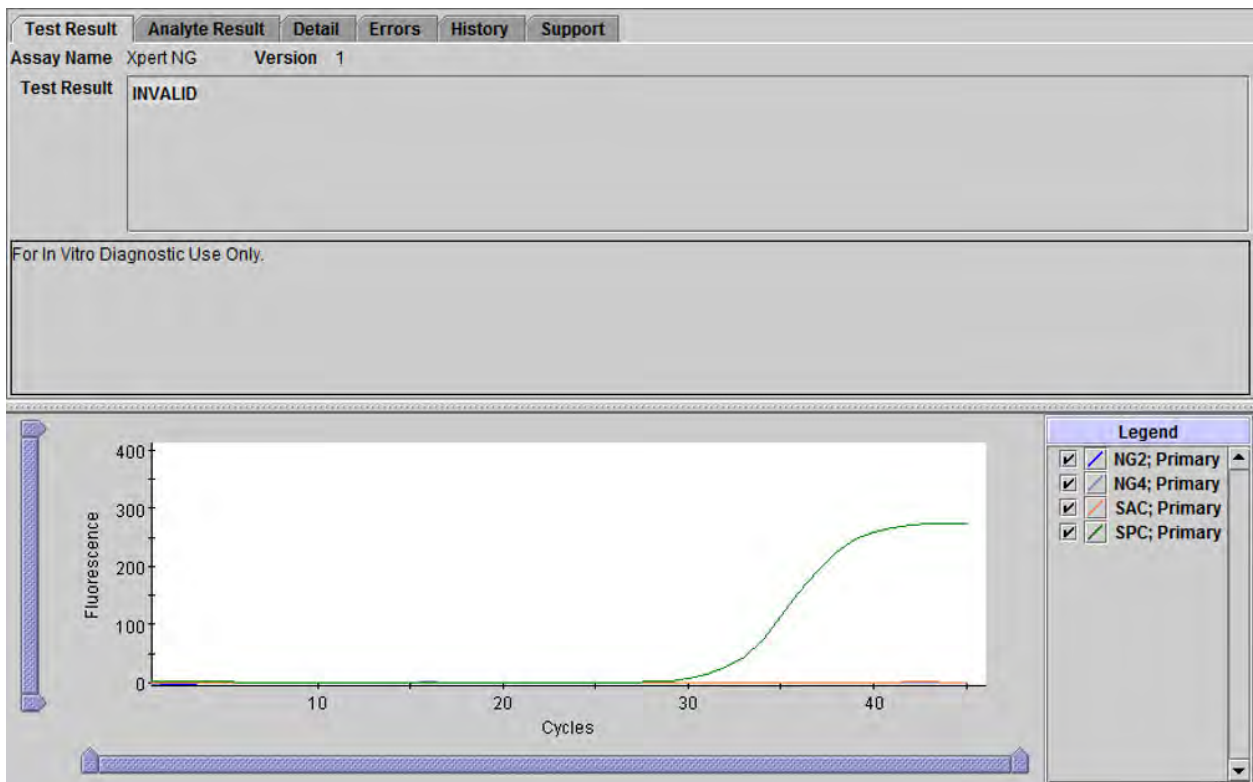 Test Result Analyte Result Detail Errors History Support
Assay Name Xpert NG Version 1
Test Result INVALID
For In Vitro Diagnostic Use Only.
Legend
NG2; Primary
NG4; Primary
SAC; Primary
SPC; Primary
400
300
200
100
0
Fluorescence
10 20 30 40
Cycles